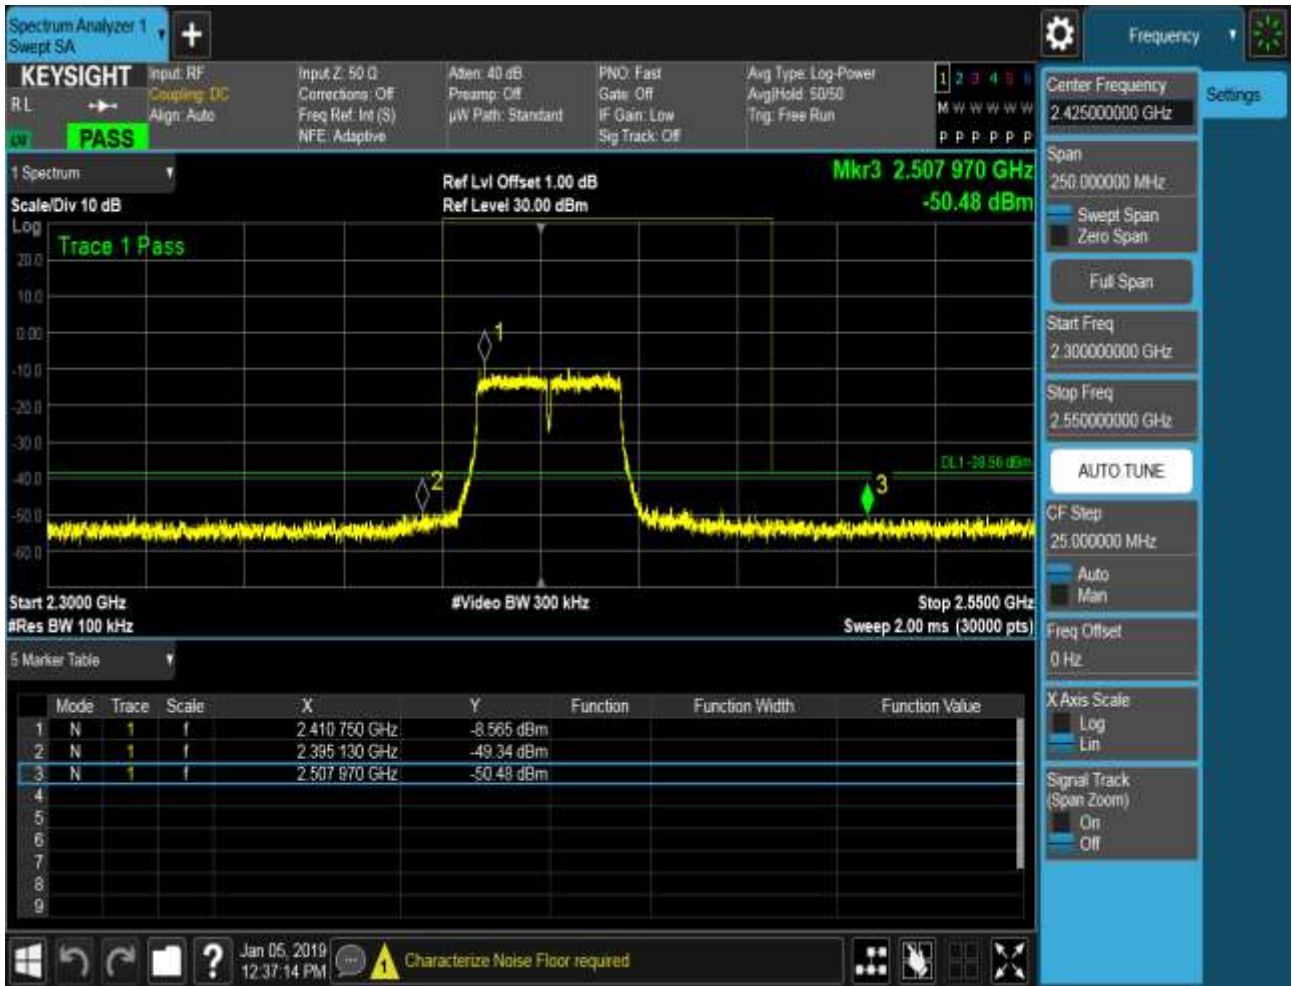 Spectrum Analyzer 1
Swept SA
+
Frequency
KEYSIGHT
RL
PASS
Input: RF
Coupling: DC
Align: Auto
Input Z: 50 Ω
Corrections: Off
Freq Ref: Int (S)
NFE: Adaptive
Atten: 40 dB
Preamp: Off
µW Path: Standard
PNO: Fast
Gate: Off
IF Gain: Low
Sig Track: Off
Avg Type: Log-Power
Avg|Hold: 50/50
Trig: Free Run
1 2 3 4 5 6
M W W W W W
P P P P P P
Center Frequency
2.425000000 GHz
Settings
Span
250.000000 MHz
Swept Span
Zero Span
Full Span
Start Freq
2.300000000 GHz
Stop Freq
2.550000000 GHz
AUTO TUNE
CF Step
25.000000 MHz
Auto
Man
Freq Offset
0 Hz
X Axis Scale
Log
Lin
Signal Track
(Span Zoom)
On
Off
1 Spectrum
Scale/Div 10 dB
Ref Lvl Offset 1.00 dB
Ref Level 30.00 dBm
Mkr3 2.507 970 GHz
-50.48 dBm
Log
Trace 1 Pass
20.0
10.0
0.00
-10.0
-20.0
-30.0
-40.0
-50.0
-60.0
1
2
3
DL1 -38.56 dBm
Start 2.3000 GHz
#Video BW 300 kHz
Stop 2.5500 GHz
#Res BW 100 kHz
Sweep 2.00 ms (30000 pts)
5 Marker Table
Mode Trace Scale X Y Function Function Width Function Value
1 N 1 f 2.410 750 GHz -8.565 dBm
2 N 1 f 2.395 130 GHz -49.34 dBm
3 N 1 f 2.507 970 GHz -50.48 dBm
4
5
6
7
8
9
?
Jan 05, 2019
12:37:14 PM
1
Characterize Noise Floor required